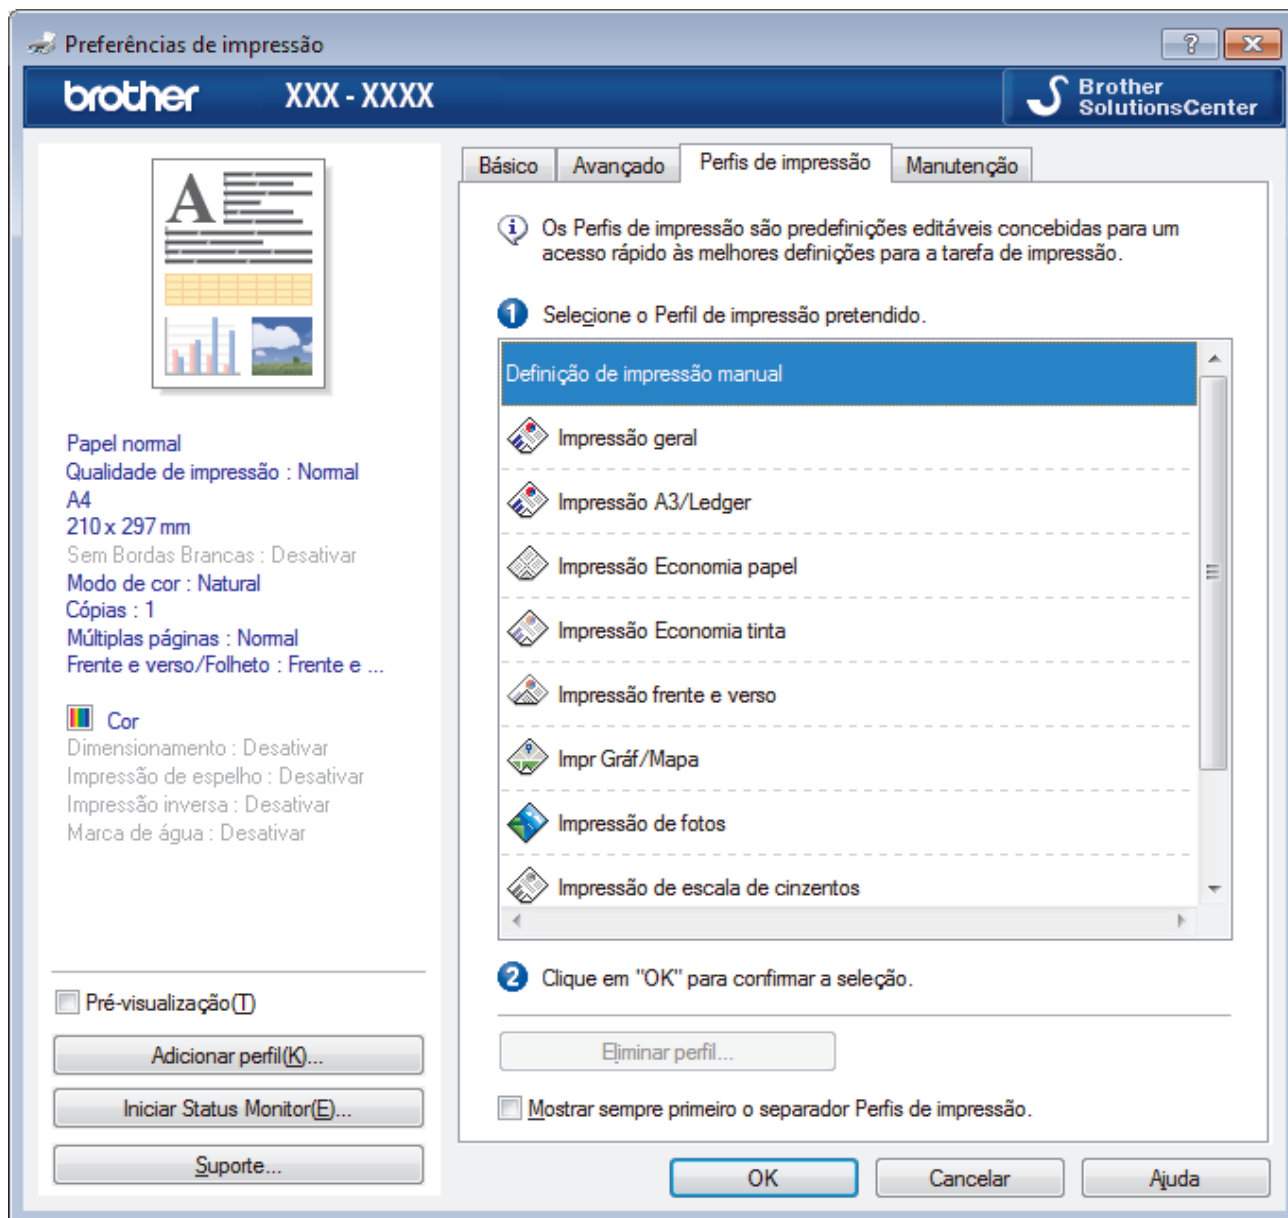 Preferências de impressão
brother XXX - XXXX
Brother
SolutionsCenter
A
Papel normal
Qualidade de impressão : Normal
A4
210 x 297 mm
Sem Bordas Brancas : Desativar
Modo de cor : Natural
Cópias : 1
Múltiplas páginas : Normal
Frente e verso/Folheto : Frente e ...
Cor
Dimensionamento : Desativar
Impressão de espelho : Desativar
Impressão inversa : Desativar
Marca de água : Desativar
Pré-visualização(T)
Adicionar perfil(K)...
Iniciar Status Monitor(E)...
Suporte...
Básico Avançado Perfis de impressão Manutenção
Os Perfis de impressão são predefinições editáveis concebidas para um
acesso rápido às melhores definições para a tarefa de impressão.
1 Selecione o Perfil de impressão pretendido.
Definição de impressão manual
Impressão geral
Impressão A3/Ledger
Impressão Economia papel
Impressão Economia tinta
Impressão frente e verso
Impr Gráf/Mapa
Impressão de fotos
Impressão de escala de cinzentos
2 Clique em "OK" para confirmar a seleção.
Eliminar perfil...
Mostrar sempre primeiro o separador Perfis de impressão.
OK Cancelar Ajuda